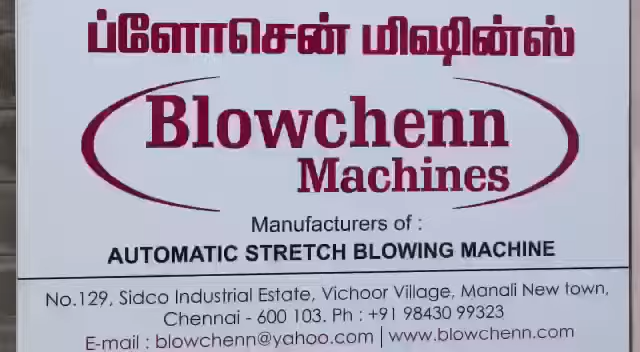 ப்ளோசென் மிஷின்ஸ்
Blowchenn
Machines
Manufacturers of :
AUTOMATIC STRETCH BLOWING MACHINE
No.129, Sidco Industrial Estate, Vichoor Village, Manali New town,
Chennai - 600 103. Ph : +91 98430 99323
E-mail : blowchenn@yahoo.com | www.blowchenn.com